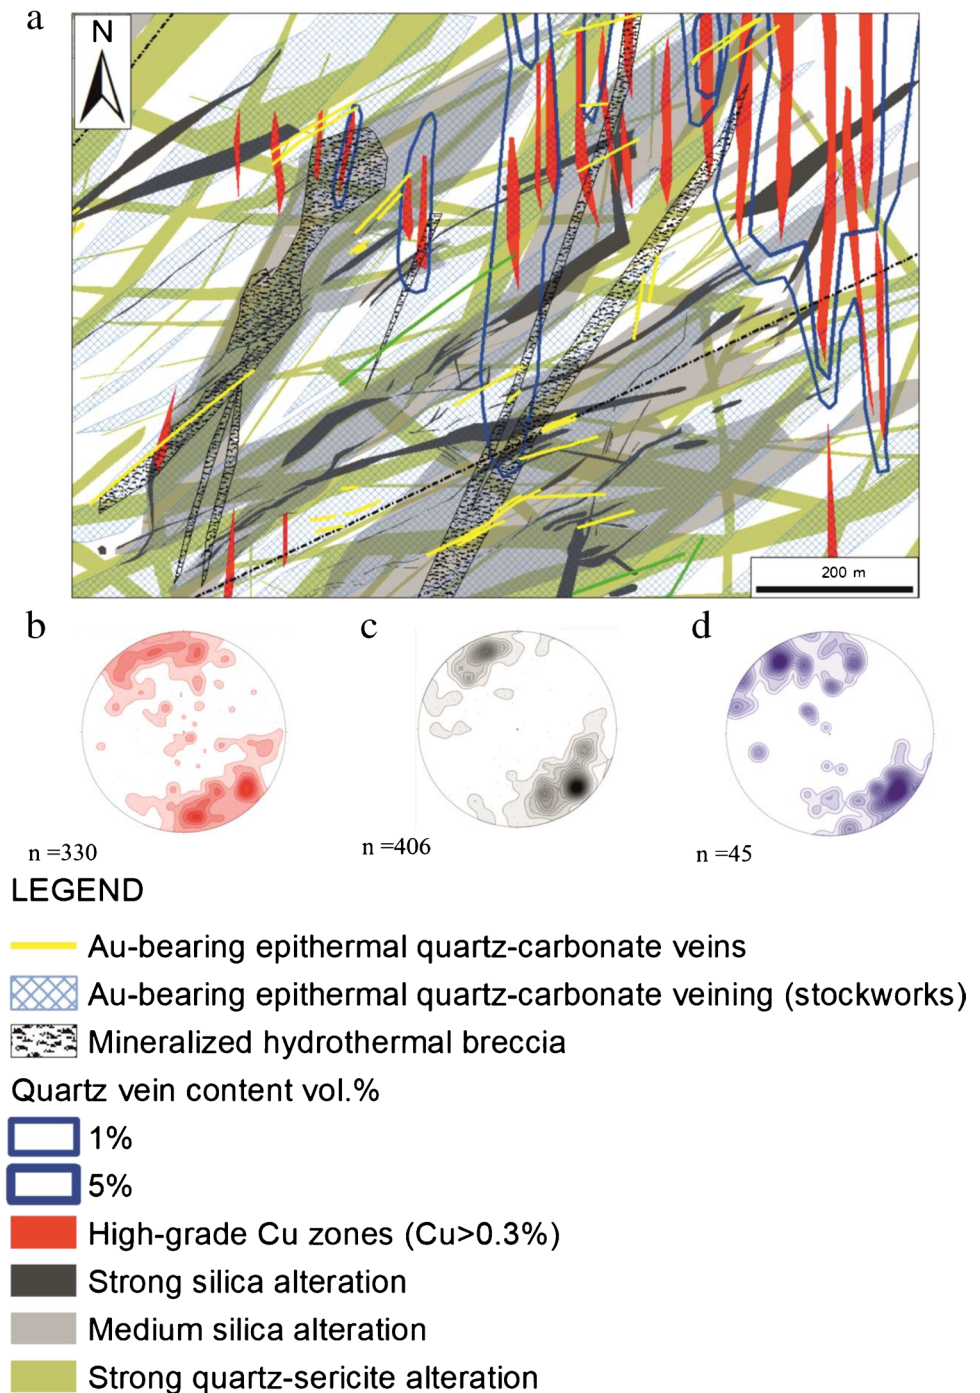 a
N
200 m
b
c
d
n =330
n =406
n =45
LEGEND
Au-bearing epithermal quartz-carbonate veins
Au-bearing epithermal quartz-carbonate veining (stockworks)
Mineralized hydrothermal breccia
Quartz vein content vol.%
1%
5%
High-grade Cu zones (Cu>0.3%)
Strong silica alteration
Medium silica alteration
Strong quartz-sericite alteration